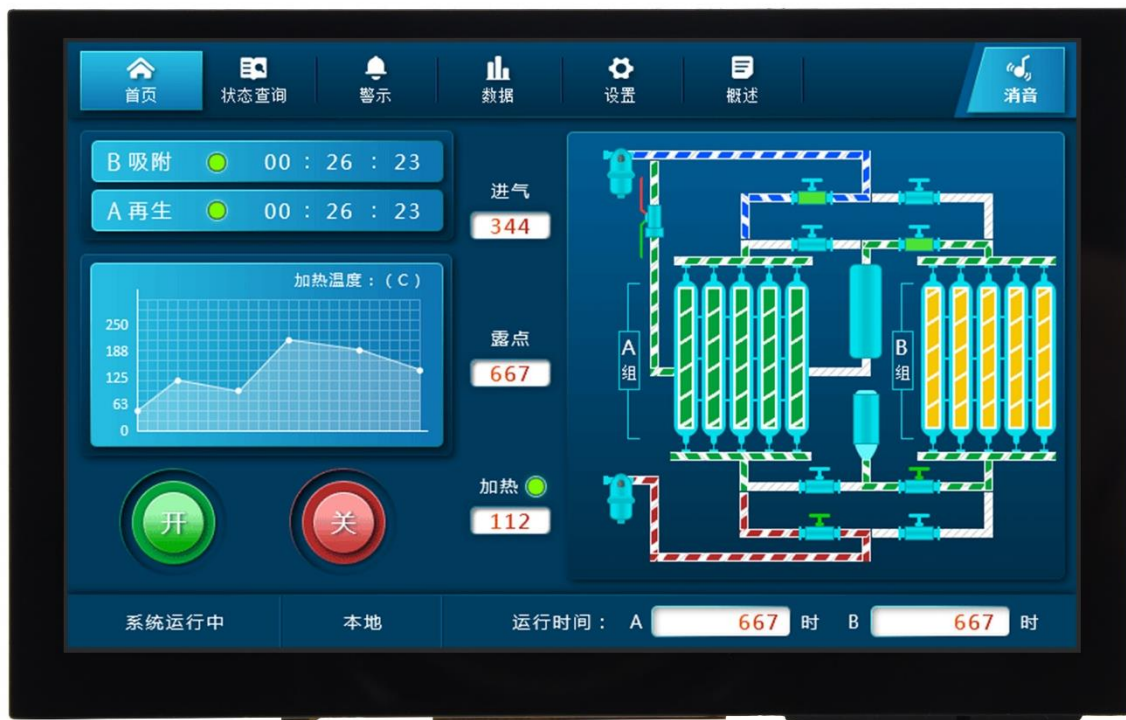 首页
状态查询
警示
数据
设置
概述
消音
B 吸附 00 : 26 : 23
A 再生 00 : 26 : 23
加热温度：( C )
250
188
125
63
0
开
关
进气
344
露点
667
加热
112
A组
B组
系统运行中
本地
运行时间： A 667 时 B 667 时